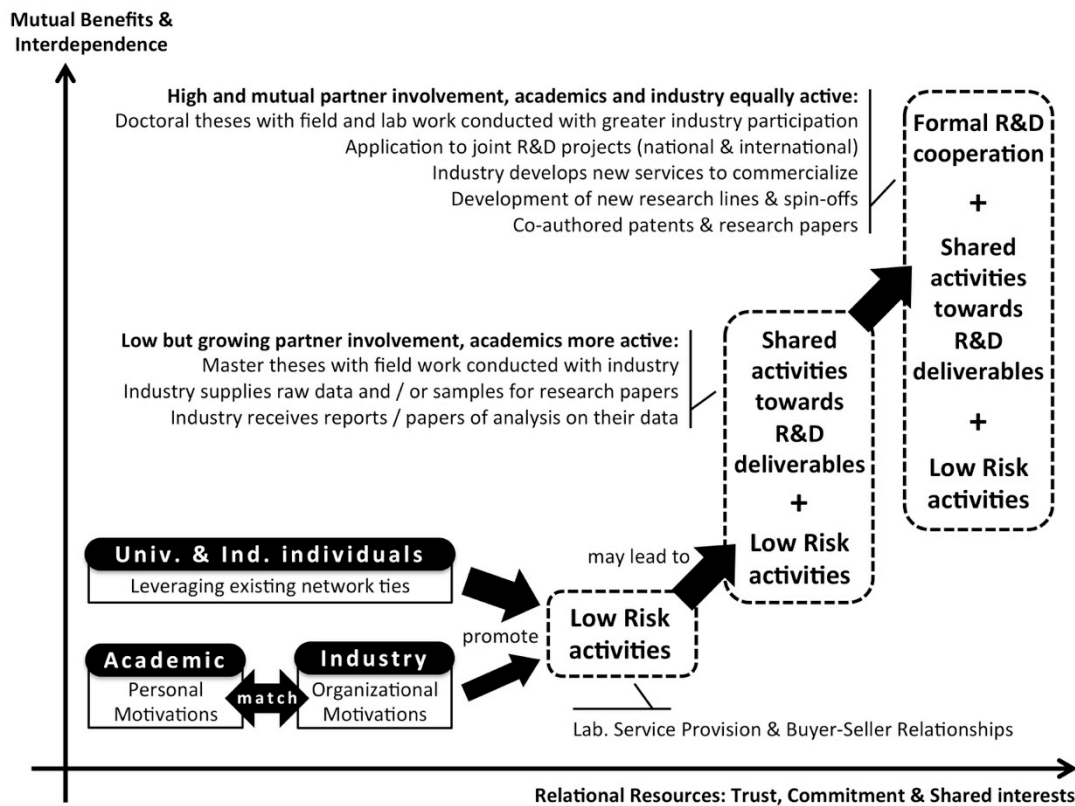 Mutual Benefits &
Interdependence
High and mutual partner involvement, academics and industry equally active:
Doctoral theses with field and lab work conducted with greater industry participation
Application to joint R&D projects (national & international)
Industry develops new services to commercialize
Development of new research lines & spin-offs
Co-authored patents & research papers
Formal R&D
cooperation
+
Shared
activities
towards
R&D
deliverables
+
Low Risk
activities
Low but growing partner involvement, academics more active:
Master theses with field work conducted with industry
Industry supplies raw data and / or samples for research papers
Industry receives reports / papers of analysis on their data
Shared
activities
towards
R&D
deliverables
+
Low Risk
activities
Univ. & Ind. individuals
Leveraging existing network ties
may lead to
promote
Low Risk
activities
Academic
Personal
Motivations
match
Industry
Organizational
Motivations
Lab. Service Provision & Buyer-Seller Relationships
Relational Resources: Trust, Commitment & Shared interests